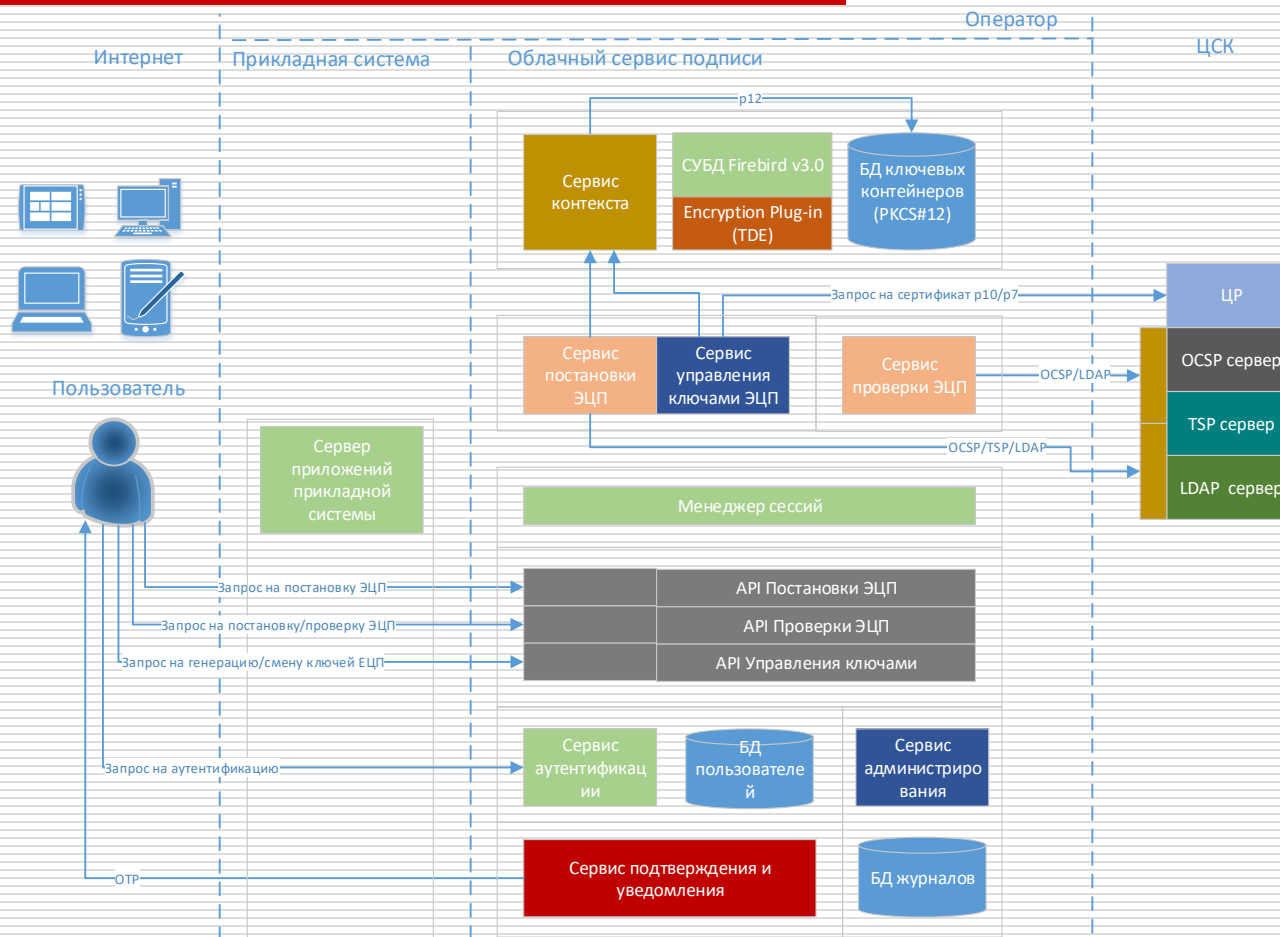 Оператор
Интернет
Прикладная система
Облачный сервис подписи
ЦСК
p12
Сервис
контекста
СУБД Firebird v3.0
Encryption Plug-in
(TDE)
БД ключевых
контейнеров
(PKCS#12)
Запрос на сертификат p10/p7
ЦР
Сервис
постановки
ЭЦП
Сервис
управления
ключами ЭЦП
Сервис
проверки ЭЦП
OCSP/LDAP
OCSP сервер
Пользователь
TSP сервер
OCSP/TSP/LDAP
LDAP сервер
Сервер
приложений
прикладной
системы
Менеджер сессий
Запрос на постановку ЭЦП
API Постановки ЭЦП
Запрос на постановку/проверку ЭЦП
API Проверки ЭЦП
Запрос на генерацию/смену ключей ЕЦП
API Управления ключами
Запрос на аутентификацию
Сервис
аутентификац
ии
БД
пользователе
й
Сервис
администриро
вания
OTP
Сервис подтверждения и
уведомления
БД журналов